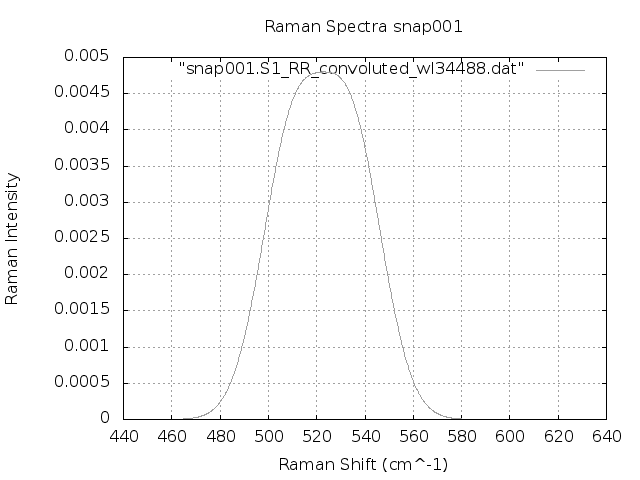 Raman Spectra snap001
"snap001.S1_RR_convoluted_wl34488.dat"
0.005
0.0045
0.004
0.0035
0.003
0.0025
0.002
0.0015
0.001
0.0005
0
Raman Intensity
440 460 480 500 520 540 560 580 600 620 640
Raman Shift (cm^-1)